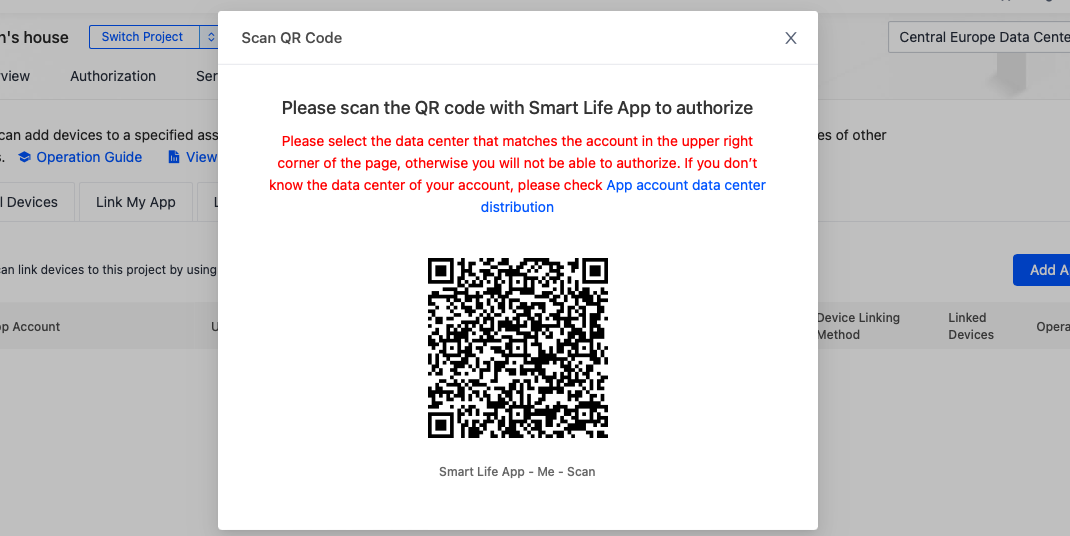 n's house
Switch Project
Central Europe Data Cente
view
Authorization
Ser
Scan QR Code
Please scan the QR code with Smart Life App to authorize
Please select the data center that matches the account in the upper right
corner of the page, otherwise you will not be able to authorize. If you don't
know the data center of your account, please check App account data center
distribution
Smart Life App - Me - Scan
can add devices to a specified ass
es of other
s.
Operation Guide
View
l Devices
Link My App
L
can link devices to this project by using
Add A
pp Account
U
Device Linking
Method
Linked
Devices
Opera